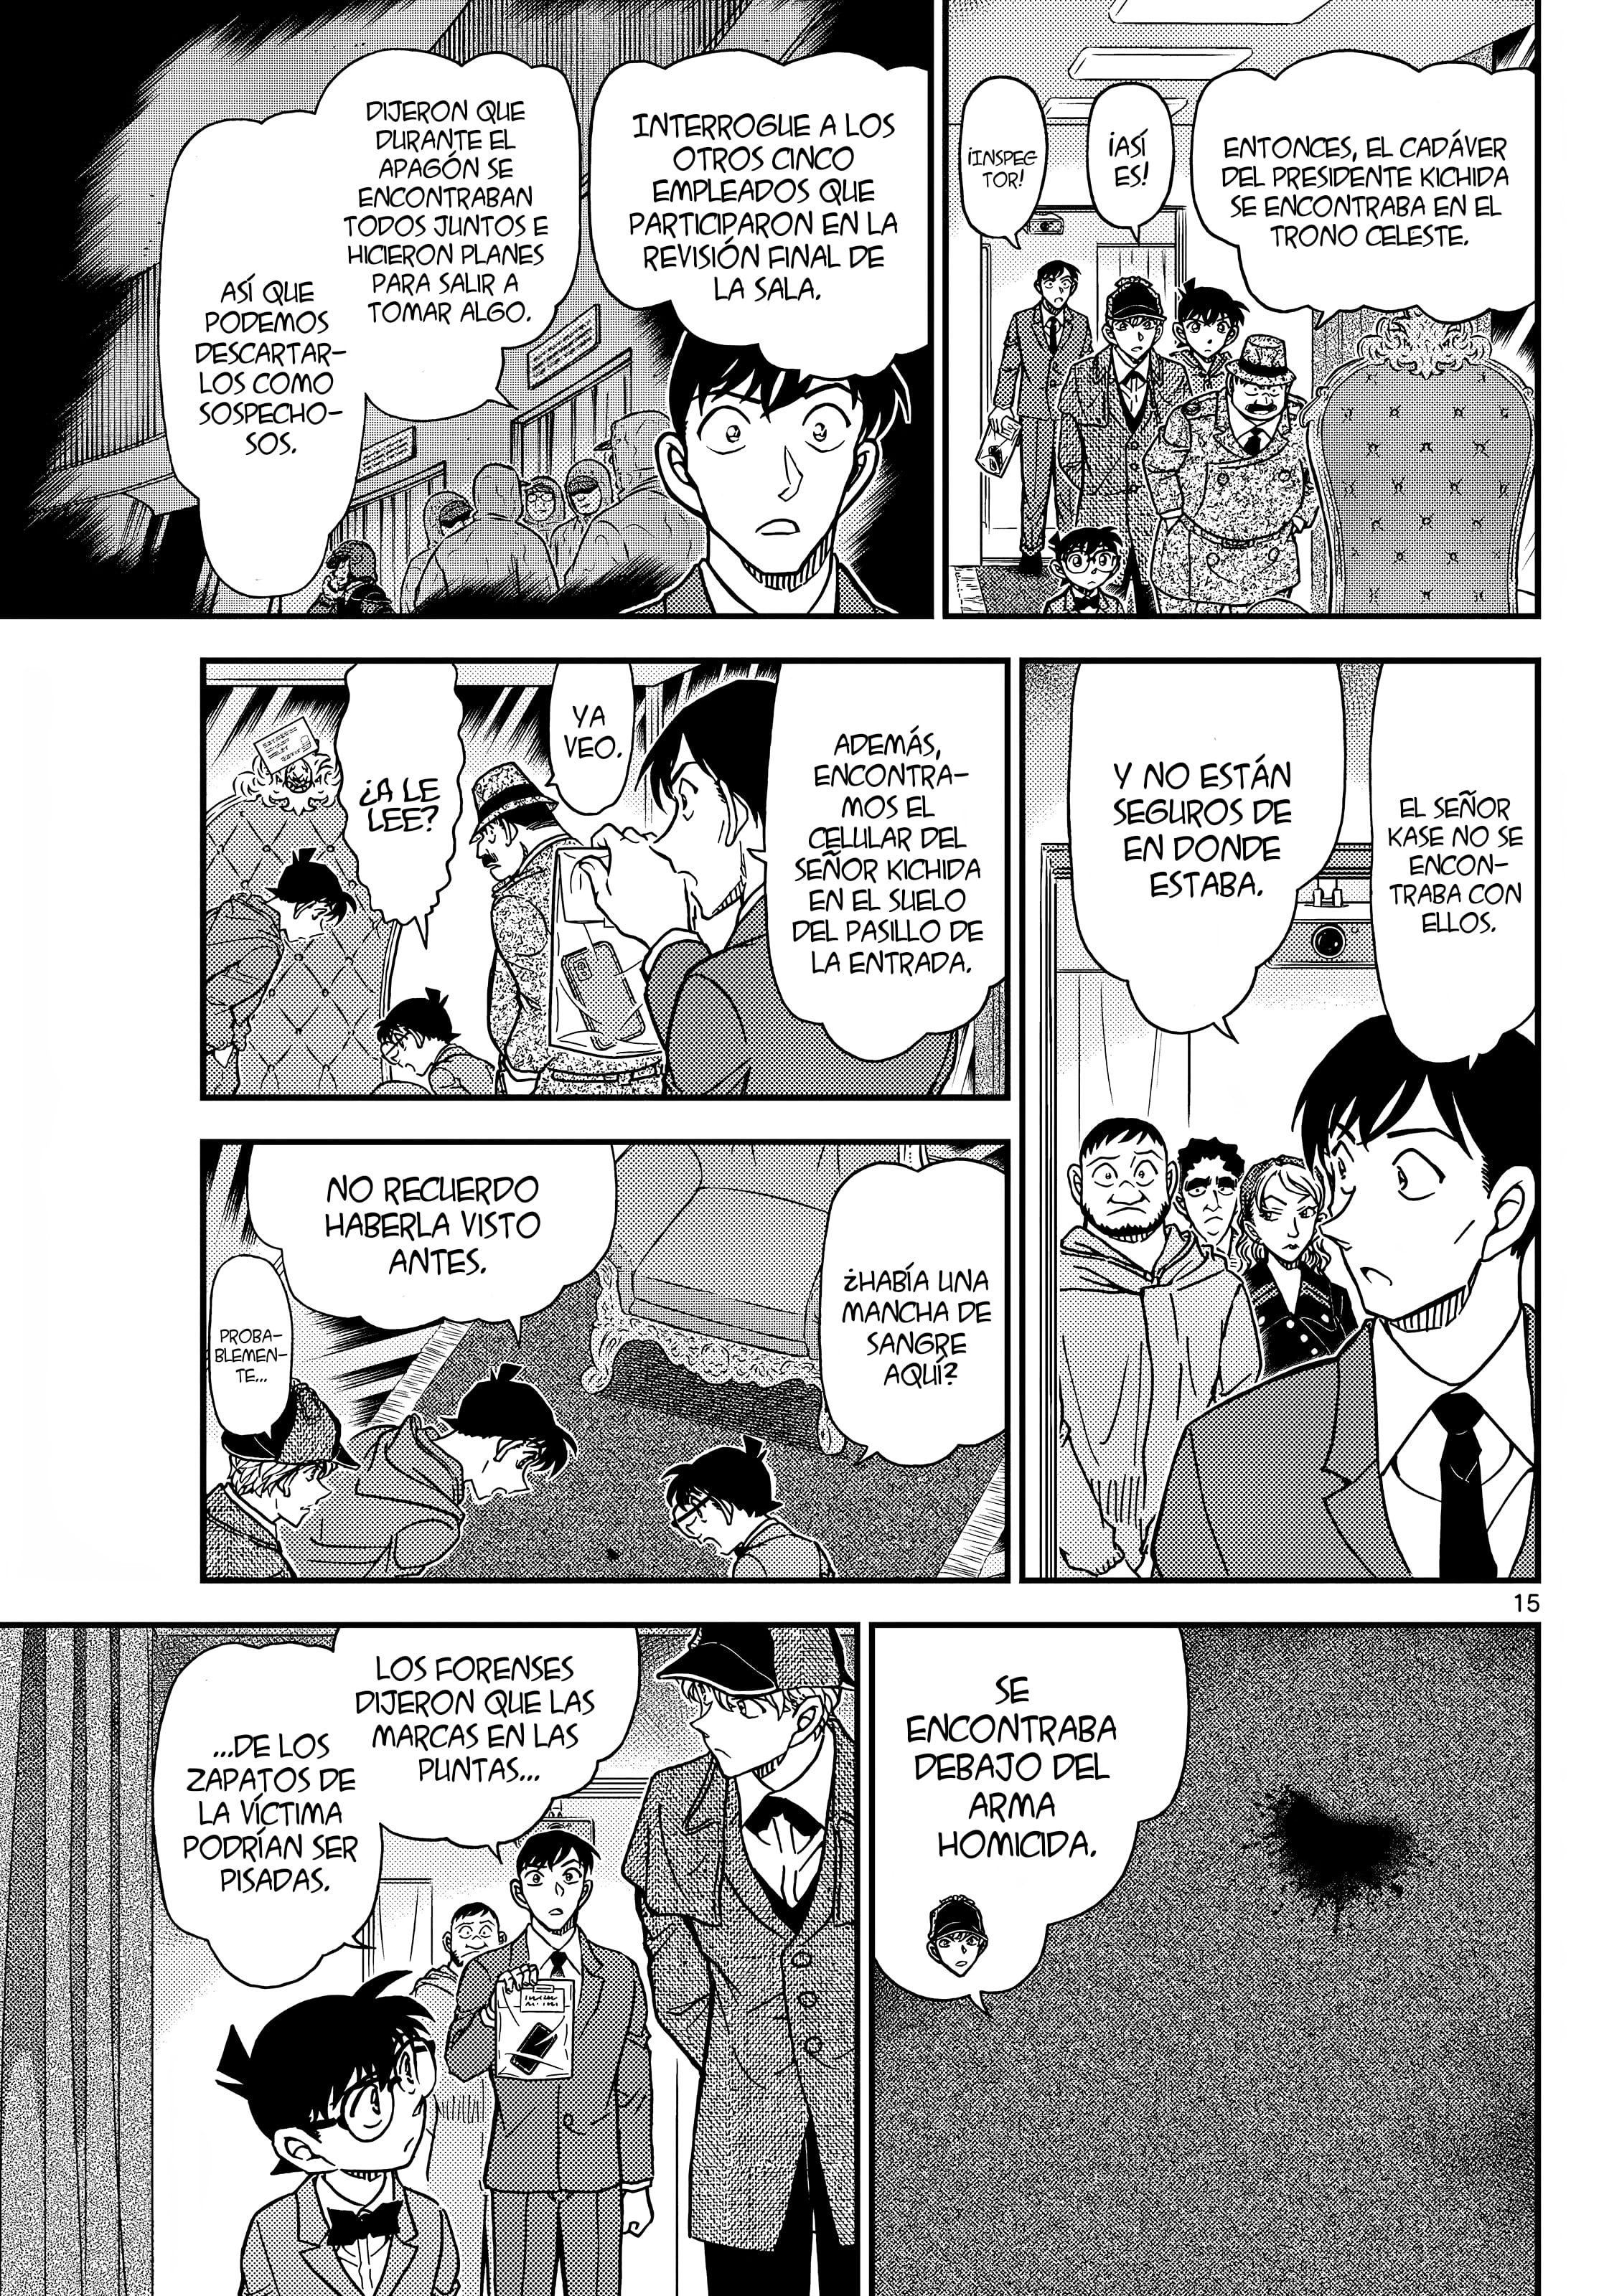 ENTONCES, EL CADÁVER
DEL PRESIDENTE KICHIDA
SE ENCONTRABA EN EL
TRONO CELESTE.
¡ASÍ
ES!
¡INSPEC-
TOR!
INTERROGUE A LOS
OTROS CINCO
EMPLEADOS QUE
PARTICIPARON EN LA
REVISIÓN FINAL DE
LA SALA.
DIJERON QUE
DURANTE EL
APAGÓN SE
ENCONTRABAN
TODOS JUNTOS E
HICIERON PLANES
PARA SALIR A
TOMAR ALGO.
ASÍ QUE
PODEMOS
DESCARTAR-
LOS COMO
SOSPECHO-
SOS.
EL SEÑOR
KASE NO SE
ENCON-
TRABA CON
ELLOS.
Y NO ESTÁN
SEGUROS DE
EN DONDE
ESTABA.
ADEMÁS,
ENCONTRA-
MOS EL
CELULAR DEL
SEÑOR KICHIDA
EN EL SUELO
DEL PASILLO DE
LA ENTRADA.
YA
VEO.
¿A LE
LEE?
¿HABÍA UNA
MANCHA DE
SANGRE
AQUÍ?
NO RECUERDO
HABERLA VISTO
ANTES.
PROBA-
BLEMEN-
TE...
15
SE
ENCONTRABA
DEBAJO DEL
ARMA
HOMICIDA.
LOS FORENSES
DIJERON QUE LAS
MARCAS EN LAS
PUNTAS...
...DE LOS
ZAPATOS DE
LA VÍCTIMA
PODRÍAN SER
PISADAS.